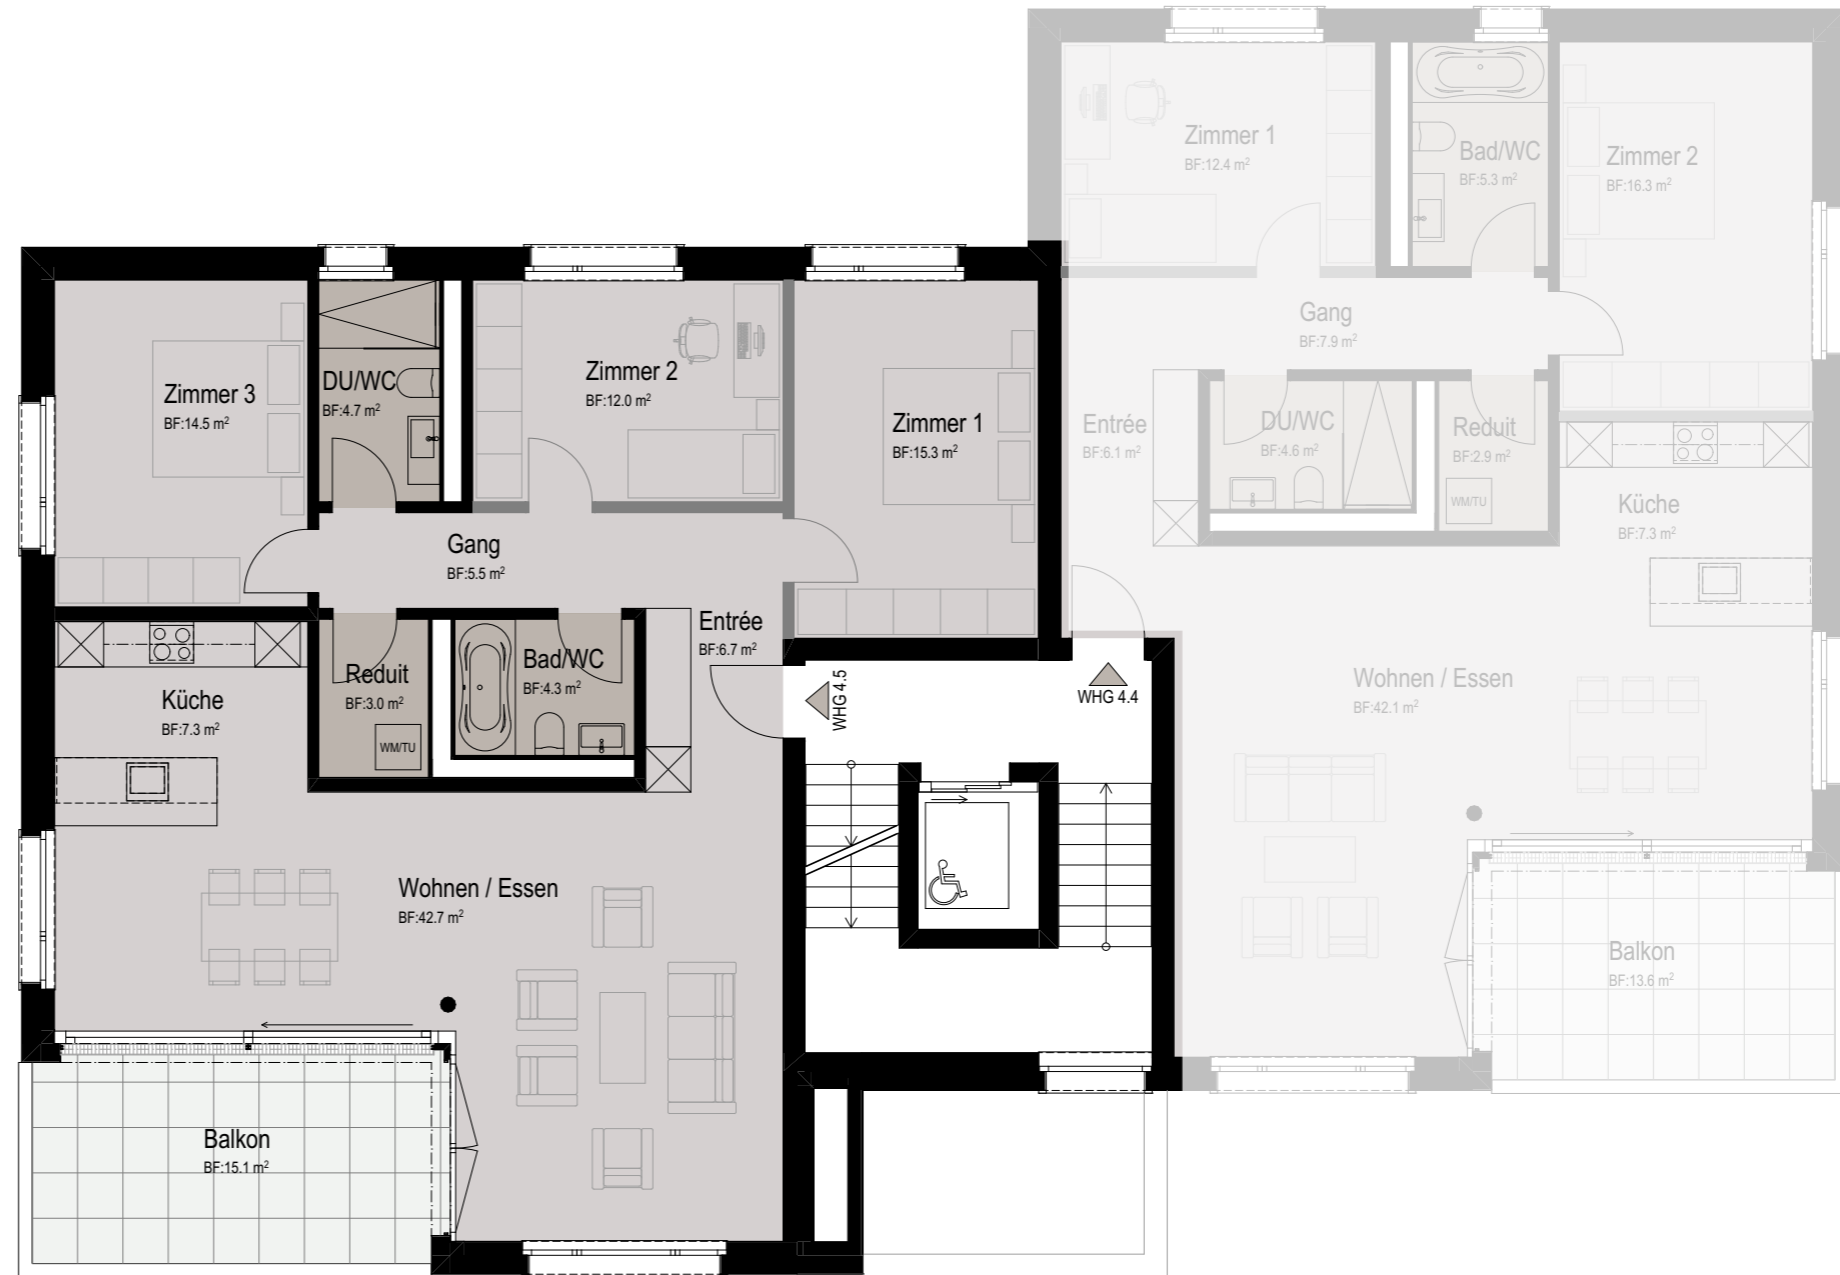 Zimmer 1
BF:12.4 m²
Bad/WC
BF:5.3 m²
Zimmer 2
BF:16.3 m²
Gang
BF:7.9 m²
Entrée
BF:6.1 m²
DU/WC
BF:4.6 m²
Reduit
BF:2.9 m²
WM/TU
Küche
BF:7.3 m²
Wohnen / Essen
BF:42.1 m²
Balkon
BF:13.6 m²
Zimmer 3
BF:14.5 m²
DU/WC
BF:4.7 m²
Zimmer 2
BF:12.0 m²
Zimmer 1
BF:15.3 m²
Gang
BF:5.5 m²
Entrée
BF:6.7 m²
Reduit
BF:3.0 m²
WM/TU
Bad/WC
BF:4.3 m²
Küche
BF:7.3 m²
WHG 4.5
WHG 4.4
Wohnen / Essen
BF:42.7 m²
Balkon
BF:15.1 m²